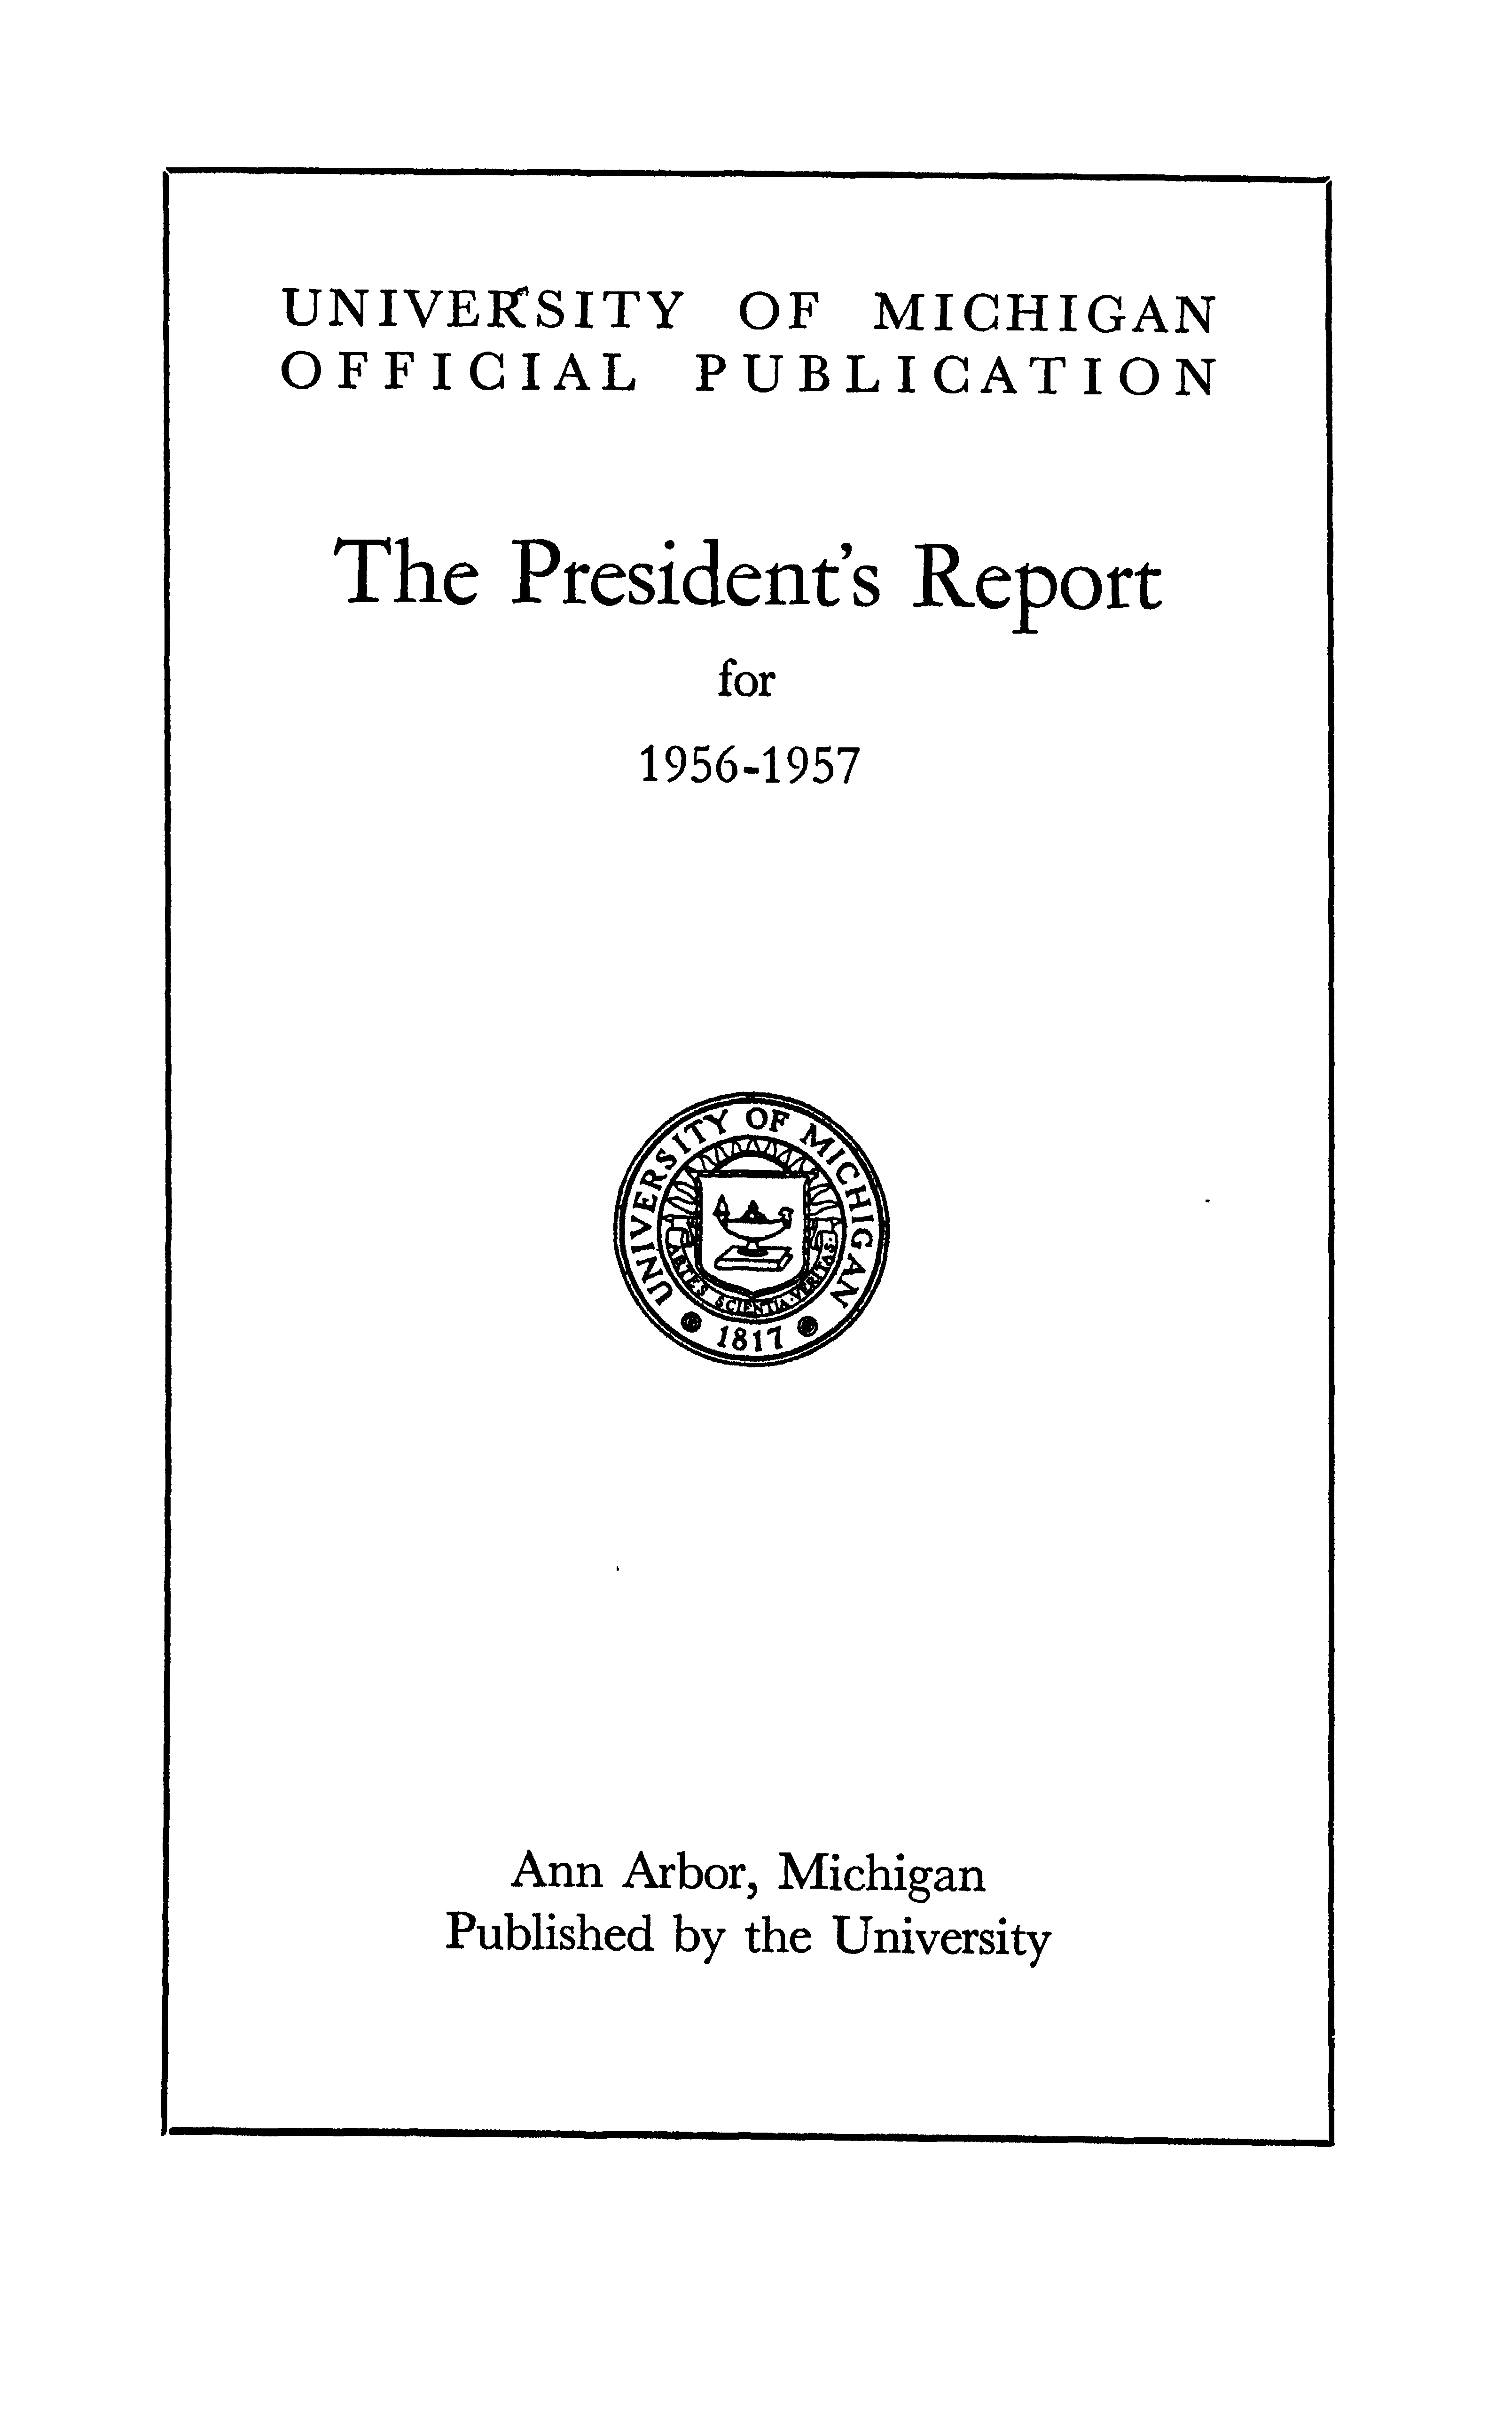 UNIVERSITY OF MICHIGAN
OFFICIAL PUBLICATION
The President's Report
for
1956-1957
UNIVERSITY OF MICHIGAN
ARTES SCIENTIA·VERITAS
1817
Ann Arbor, Michigan
Published by the University